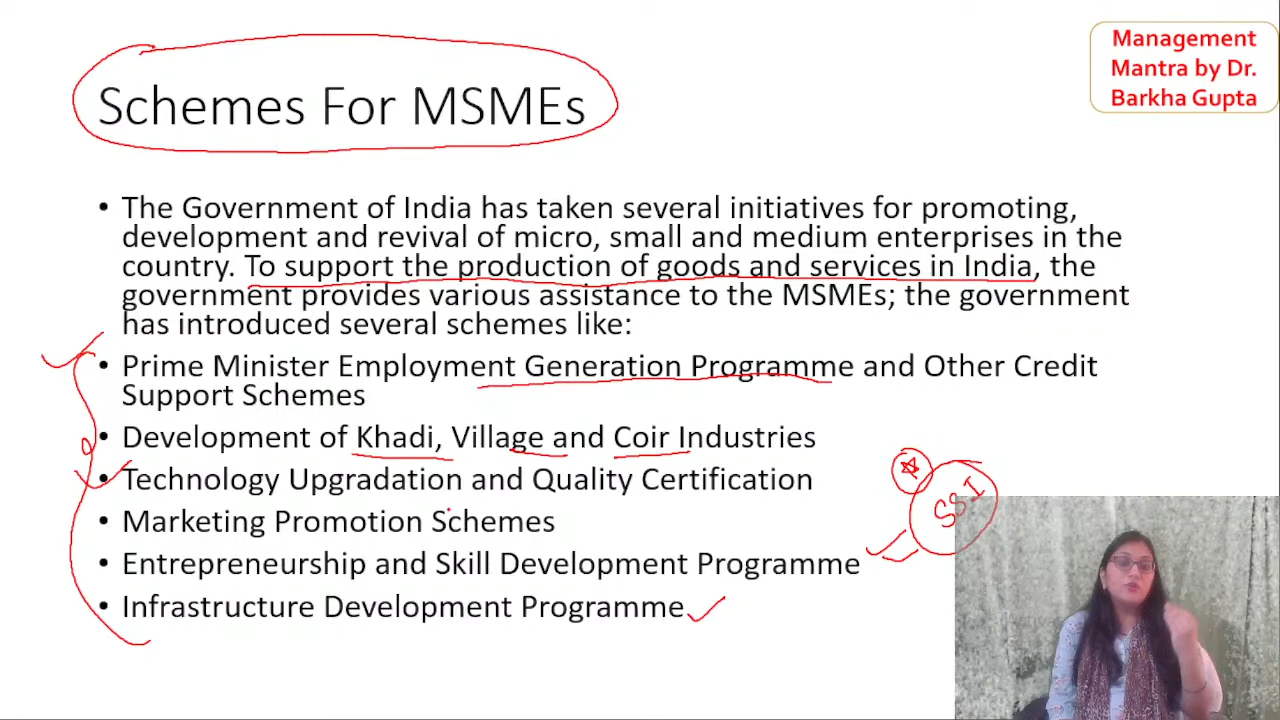 Management
Mantra by Dr.
Barkha Gupta
Schemes For MSMEs
• The Government of India has taken several initiatives for promoting,
development and revival of micro, small and medium enterprises in the
country. To support the production of goods and services in India, the
government provides various assistance to the MSMEs; the government
has introduced several schemes like:
• Prime Minister Employment Generation Programme and Other Credit
Support Schemes
• Development of Khadi, Village and Coir Industries
• Technology Upgradation and Quality Certification
• Marketing Promotion Schemes
• Entrepreneurship and Skill Development Programme
• Infrastructure Development Programme
SSI